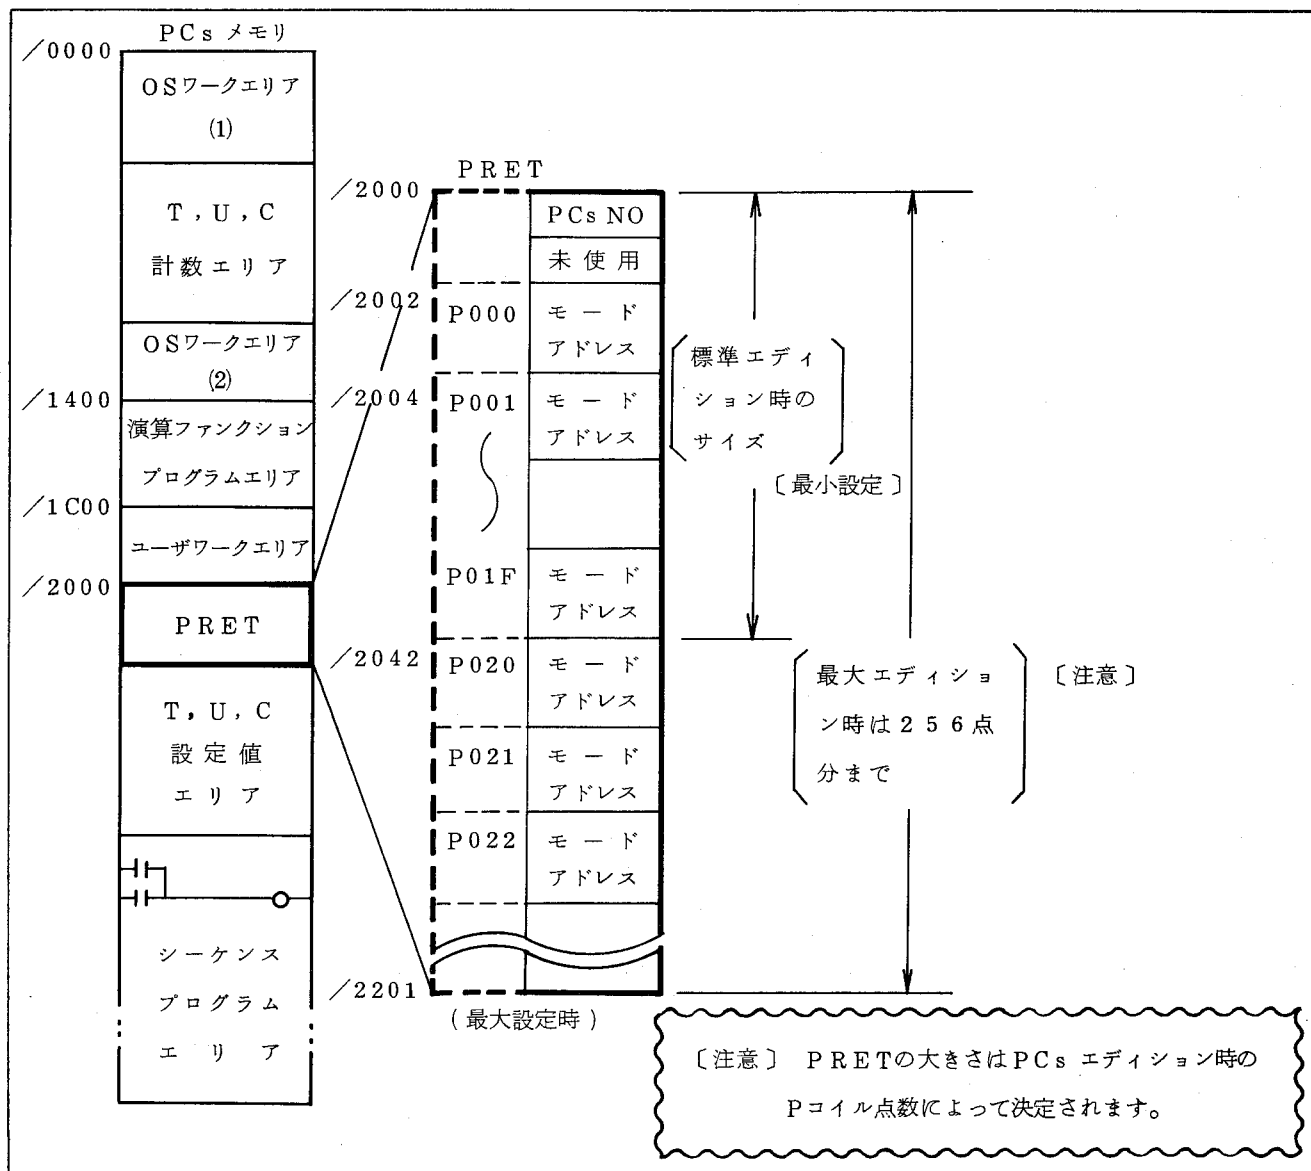 PCsメモリ
/0000
OSワークエリア
(1)
T,U,C
計数エリア
OSワークエリア
(2)
/1400
演算ファンクション
プログラムエリア
/1C00
ユーザワークエリア
/2000
PRET
T,U,C
設定値
エリア
シーケンス
プログラム
エリア
PRET
/2000
PCs NO
未使用
/2002
P000
モード
アドレス
/2004
P001
モード
アドレス
P01F
モード
アドレス
/2042
P020
モード
アドレス
P021
モード
アドレス
P022
モード
アドレス
/2201
(最大設定時)
標準エディ
ション時の
サイズ
〔最小設定〕
最大エディショ
ン時は256点
分まで
〔注意〕
〔注意〕 PRETの大きさはPCsエディション時の
Pコイル点数によって決定されます。